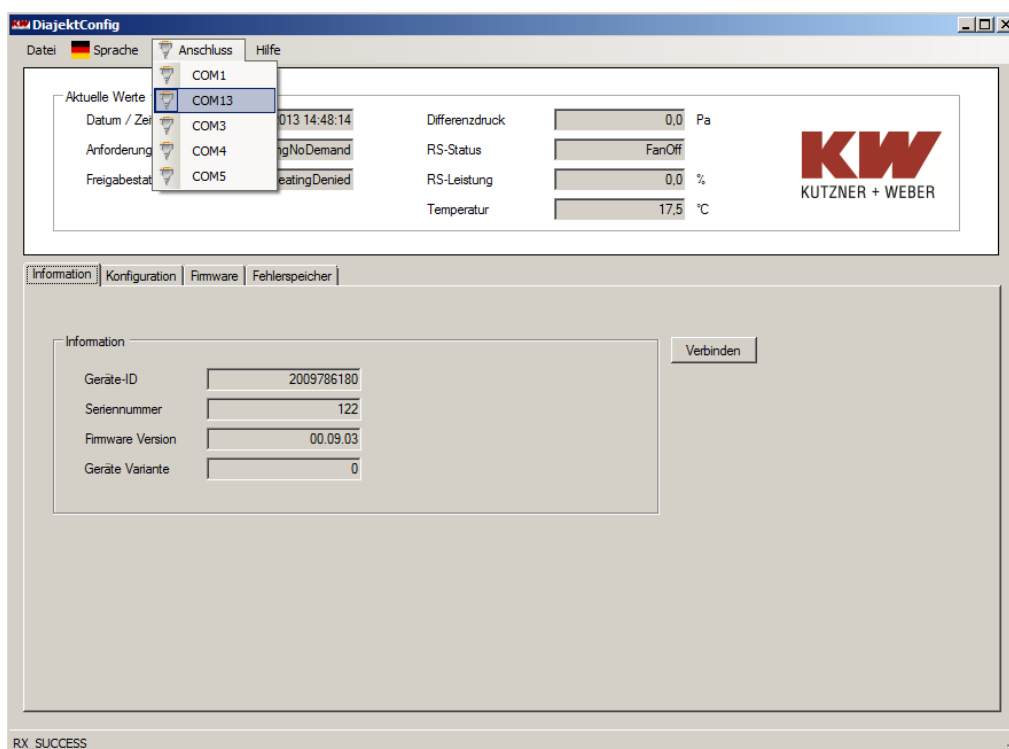 KW DiajektConfig
Datei Sprache Anschluss Hilfe
COM1
COM13
COM3
COM4
COM5
Aktuelle Werte
Datum / Zei 013 14:48:14 Differenzdruck 0,0 Pa
Anforderung ngNoDemand RS-Status FanOff
Freigabestat eatingDenied RS-Leistung 0,0 %
Temperatur 17,5 °C
KW
KUTZNER + WEBER
Information Konfiguration Firmware Fehlerspeicher
Information
Verbinden
Geräte-ID 2009786180
Seriennummer 122
Firmware Version 00.09.03
Geräte Variante 0
RX_SUCCESS